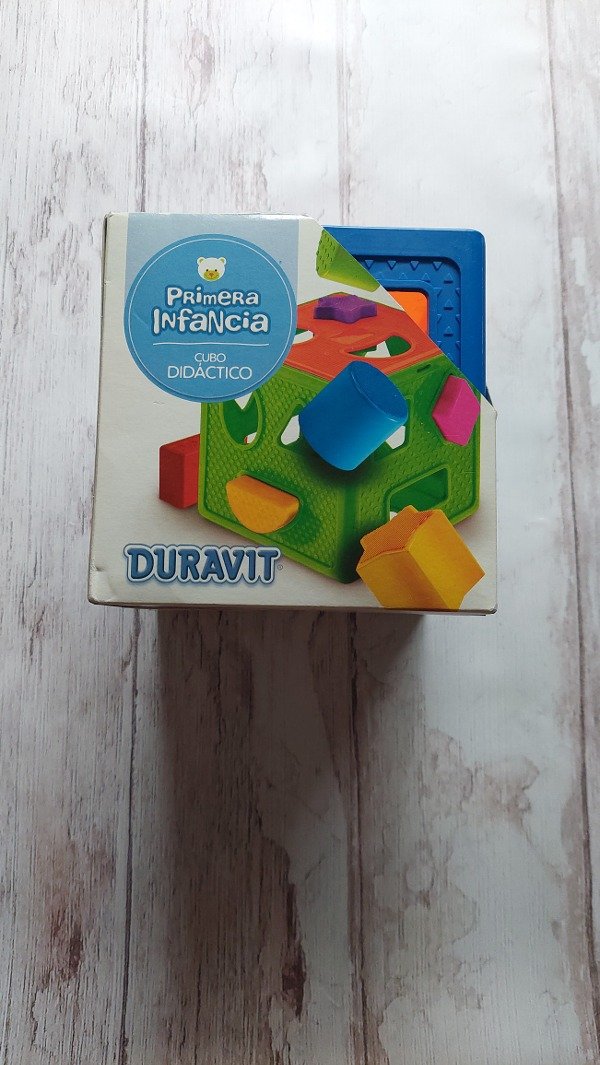 Primera
Infancia
CUBO
DIDÁCTICO
DURAVIT®